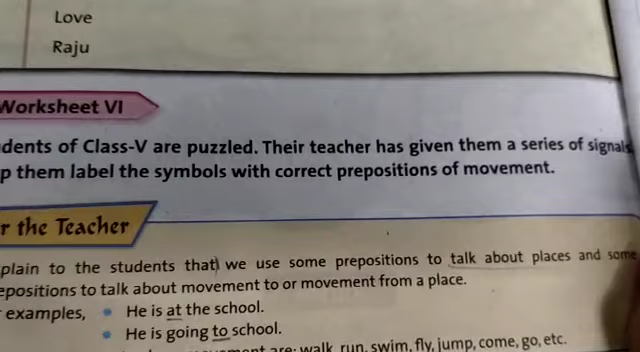 Love
Raju
Worksheet VI
dents of Class-V are puzzled. Their teacher has given them a series of signals
p them label the symbols with correct prepositions of movement.
r the Teacher
plain to the students that we use some prepositions to talk about places and some
epositions to talk about movement to or movement from a place.
examples, • He is at the school.
• He is going to school.
are: walk, run, swim, fly, jump, come, go, etc.